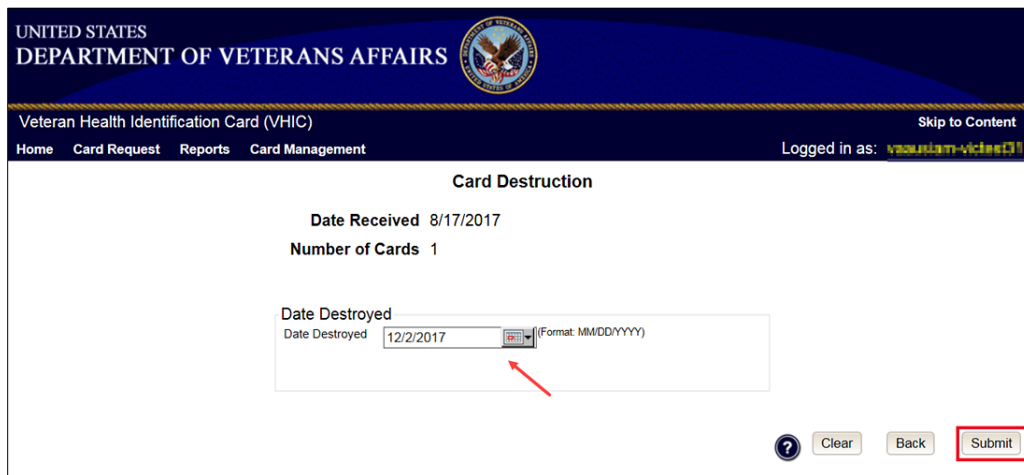 UNITED STATES
DEPARTMENT OF VETERANS AFFAIRS
Veteran Health Identification Card (VHIC)
Skip to Content
Home Card Request Reports Card Management
Logged in as:
Card Destruction
Date Received 8/17/2017
Number of Cards 1
Date Destroyed
Date Destroyed 12/2/2017 (Format: MM/DD/YYYY)
? Clear Back Submit